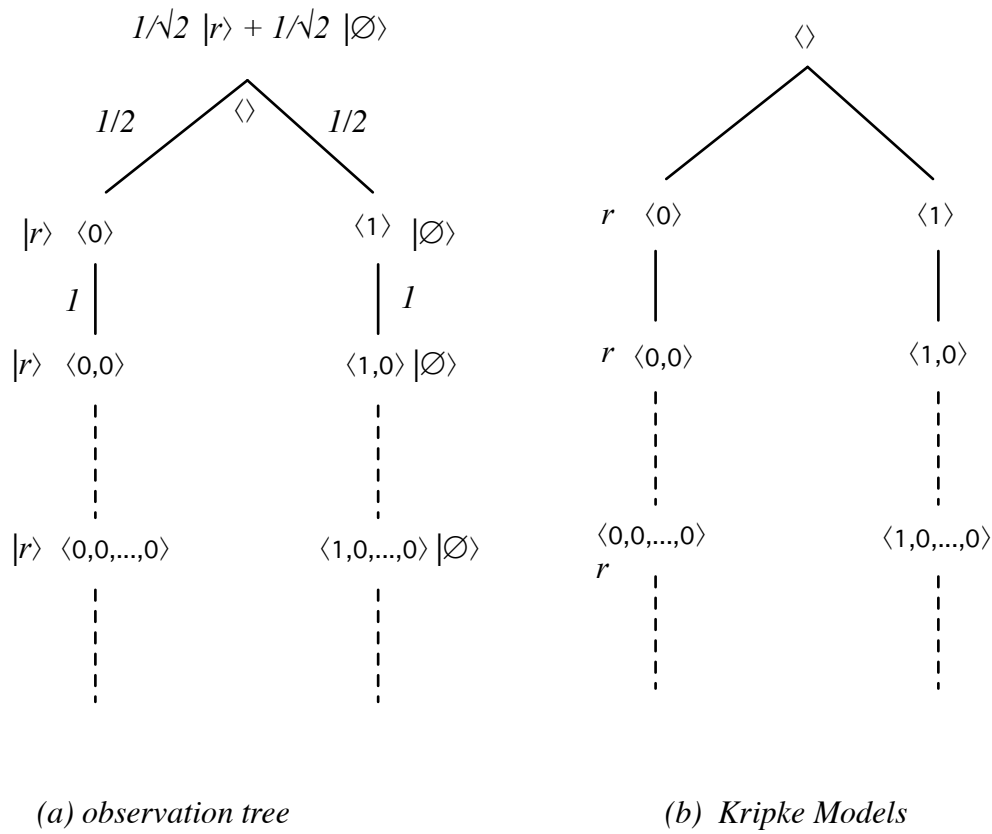 1/√2 |r⟩ + 1/√2 |∅⟩
⟨⟩
1/2
1/2
|r⟩ ⟨0⟩
⟨1⟩ |∅⟩
1
1
|r⟩ ⟨0,0⟩
⟨1,0⟩ |∅⟩
|r⟩ ⟨0,0,...,0⟩
⟨1,0,...,0⟩ |∅⟩
(a) observation tree
⟨⟩
r ⟨0⟩
⟨1⟩
r ⟨0,0⟩
⟨1,0⟩
⟨0,0,...,0⟩
r
⟨1,0,...,0⟩
(b) Kripke Models